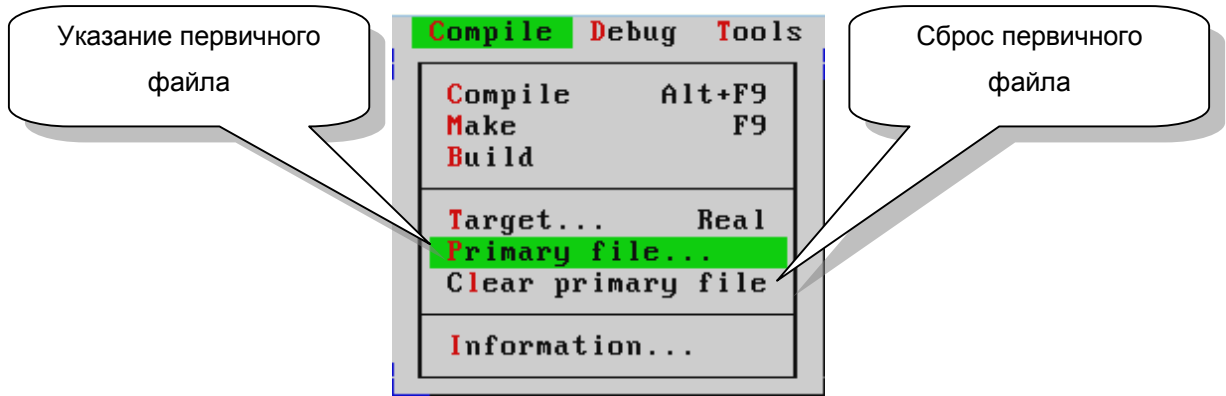 Указание первичного
файла
Compile Debug Tools
Compile Alt+F9
Make F9
Build
Target... Real
Primary file...
Clear primary file
Information...
Сброс первичного
файла